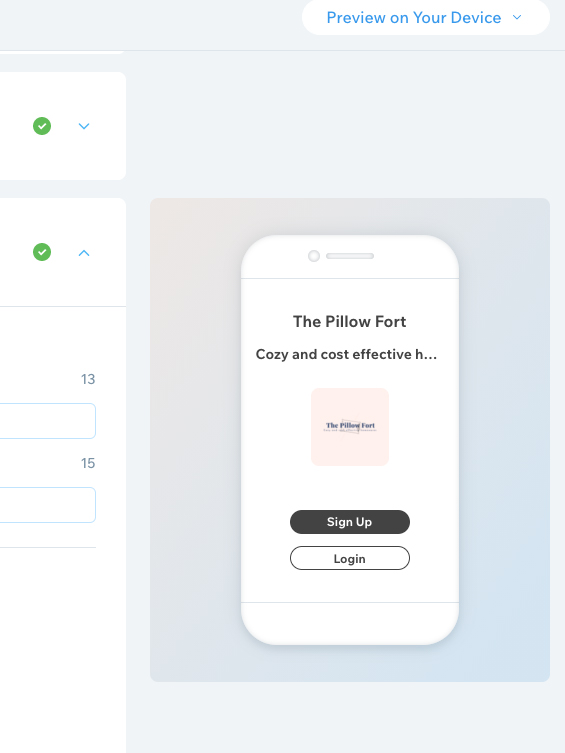 Preview on Your Device
13
15
The Pillow Fort
Cozy and cost effective h...
The Pillow Fort
Sign Up
Login